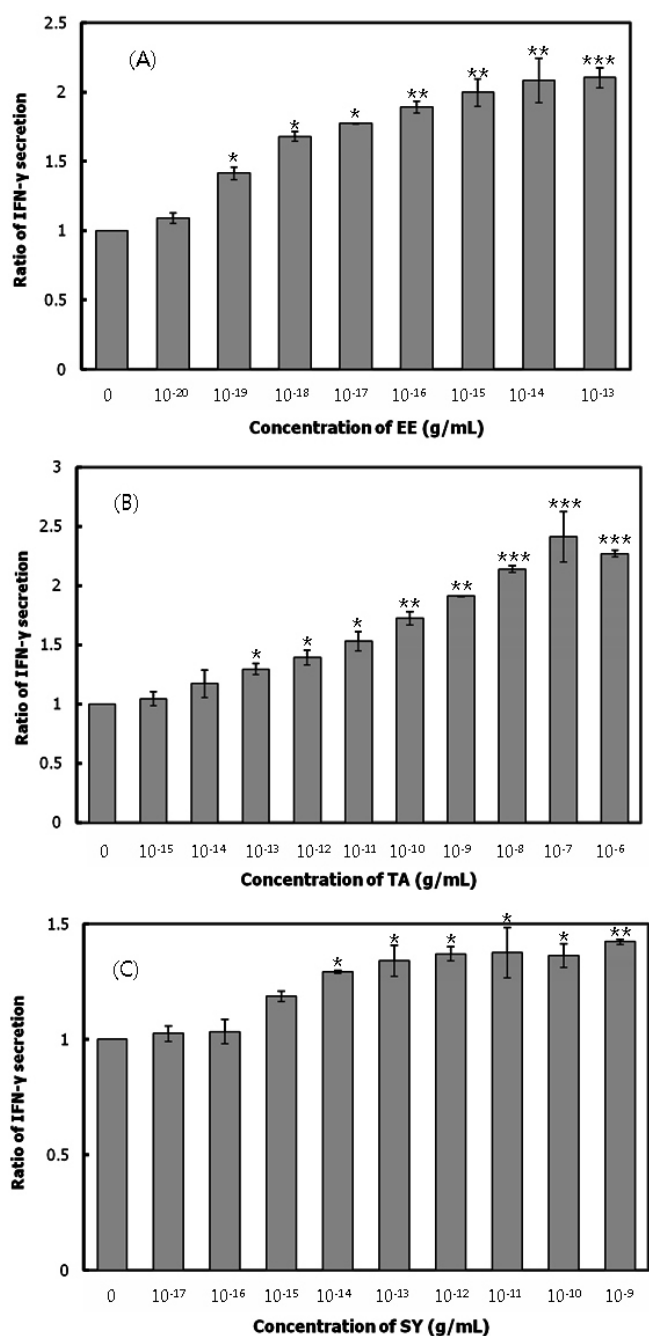 2.5
(A)
**
***
**
2
**
*
*
1.5
*
1
0.5
0
Ratio of IFN-γ secretion
0 10⁻²⁰ 10⁻¹⁹ 10⁻¹⁸ 10⁻¹⁷ 10⁻¹⁶ 10⁻¹⁵ 10⁻¹⁴ 10⁻¹³
Concentration of EE (g/mL)
3
(B)
***
2.5
***
***
2
**
**
*
1.5
*
*
1
0.5
0
Ratio of IFN-γ secretion
0 10⁻¹⁵ 10⁻¹⁴ 10⁻¹³ 10⁻¹² 10⁻¹¹ 10⁻¹⁰ 10⁻⁹ 10⁻⁸ 10⁻⁷ 10⁻⁶
Concentration of TA (g/mL)
1.5
(C)
* * * * * **
1
0.5
0
Ratio of IFN-γ secretion
0 10⁻¹⁷ 10⁻¹⁶ 10⁻¹⁵ 10⁻¹⁴ 10⁻¹³ 10⁻¹² 10⁻¹¹ 10⁻¹⁰ 10⁻⁹
Concentration of SY (g/mL)